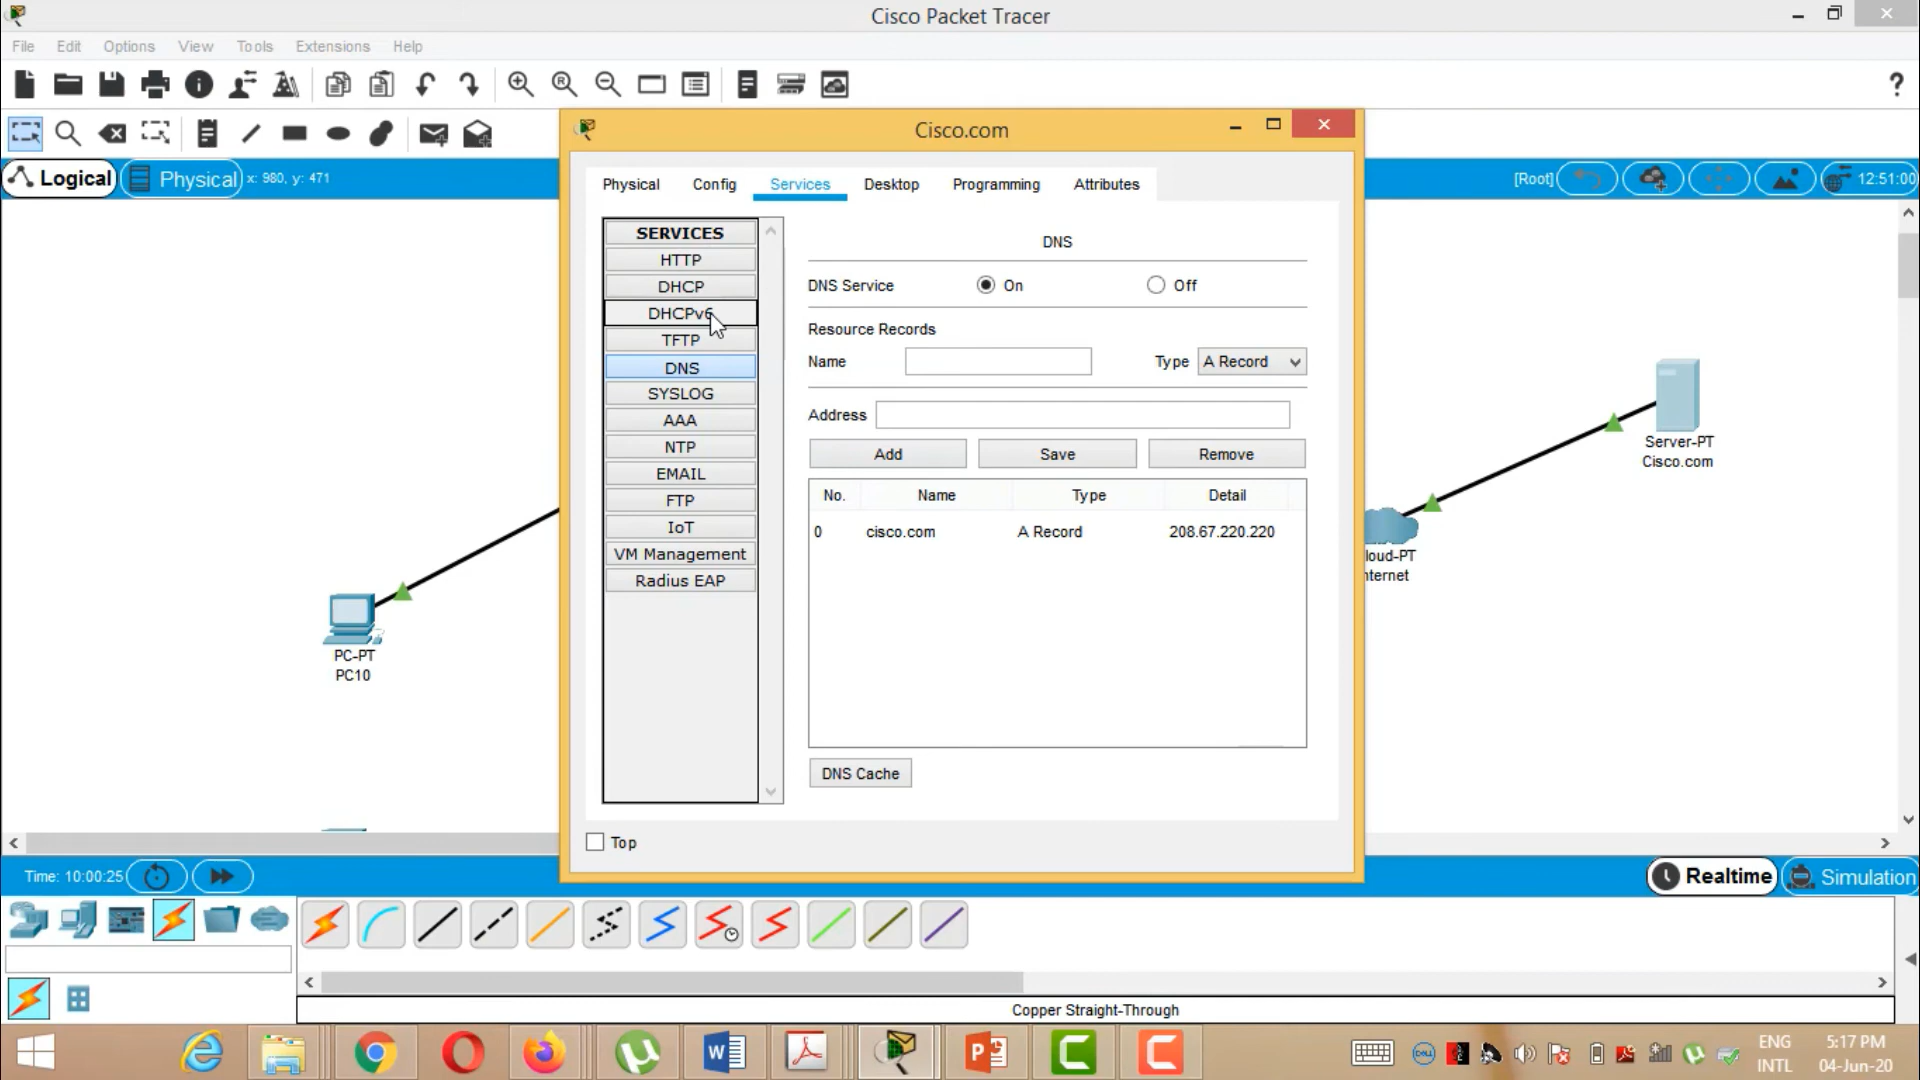 Cisco Packet Tracer
File Edit Options View Tools Extensions Help
Logical Physical x: 980, y: 471 [Root] 12:51:00
Cisco.com
Physical Config Services Desktop Programming Attributes
SERVICES
HTTP
DHCP
DHCPv6
TFTP
DNS
SYSLOG
AAA
NTP
EMAIL
FTP
IoT
VM Management
Radius EAP
DNS
DNS Service On Off
Resource Records
Name Type A Record
Address
Add Save Remove
No. Name Type Detail
0 cisco.com A Record 208.67.220.220
DNS Cache
Top
PC-PT
PC10
Server-PT
Cisco.com
loud-PT
nternet
Time: 10:00:25 Realtime Simulation
Copper Straight-Through
ENG
INTL
5:17 PM
04-Jun-20